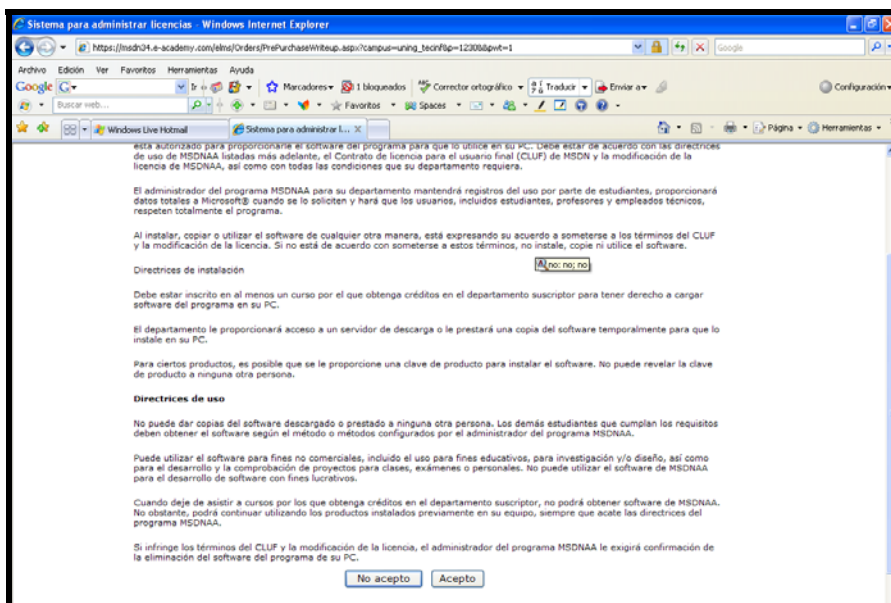 Sistema para administrar licencias - Windows Internet Explorer
https://msdn34.e-academy.com/elms/Orders/PrePurchaseWriteup.aspx?campus=uning_tecinf&p=12308&pwt=1
Google
Archivo Edición Ver Favoritos Herramientas Ayuda
Google Ir Marcadores 1 bloqueados Corrector ortográfico Traducir Enviar a Configuración
Buscar web... Favoritos Spaces
Windows Live Hotmail Sistema para administrar l... Página Herramientas
está autorizado para proporcionarle el software del programa para que lo utilice en su PC. Debe estar de acuerdo con las directrices
de uso de MSDNAA listadas más adelante, el Contrato de licencia para el usuario final (CLUF) de MSDN y la modificación de la
licencia de MSDNAA, así como con todas las condiciones que su departamento requiera.
El administrador del programa MSDNAA para su departamento mantendrá registros del uso por parte de estudiantes, proporcionará
datos totales a Microsoft® cuando se lo soliciten y hará que los usuarios, incluidos estudiantes, profesores y empleados técnicos,
respeten totalmente el programa.
Al instalar, copiar o utilizar el software de cualquier otra manera, está expresando su acuerdo a someterse a los términos del CLUF
y la modificación de la licencia. Si no está de acuerdo con someterse a estos términos, no instale, copie ni utilice el software.
no: no; no
Directrices de instalación
Debe estar inscrito en al menos un curso por el que obtenga créditos en el departamento suscriptor para tener derecho a cargar
software del programa en su PC.
El departamento le proporcionará acceso a un servidor de descarga o le prestará una copia del software temporalmente para que lo
instale en su PC.
Para ciertos productos, es posible que se le proporcione una clave de producto para instalar el software. No puede revelar la clave
de producto a ninguna otra persona.
Directrices de uso
No puede dar copias del software descargado o prestado a ninguna otra persona. Los demás estudiantes que cumplan los requisitos
deben obtener el software según el método o métodos configurados por el administrador del programa MSDNAA.
Puede utilizar el software para fines no comerciales, incluido el uso para fines educativos, para investigación y/o diseño, así como
para el desarrollo y la comprobación de proyectos para clases, exámenes o personales. No puede utilizar el software de MSDNAA
para el desarrollo de software con fines lucrativos.
Cuando deje de asistir a cursos por los que obtenga créditos en el departamento suscriptor, no podrá obtener software de MSDNAA.
No obstante, podrá continuar utilizando los productos instalados previamente en su equipo, siempre que acate las directrices del
programa MSDNAA.
Si infringe los términos del CLUF y la modificación de la licencia, el administrador del programa MSDNAA le exigirá confirmación de
la eliminación del software del programa de su PC.
No acepto Acepto